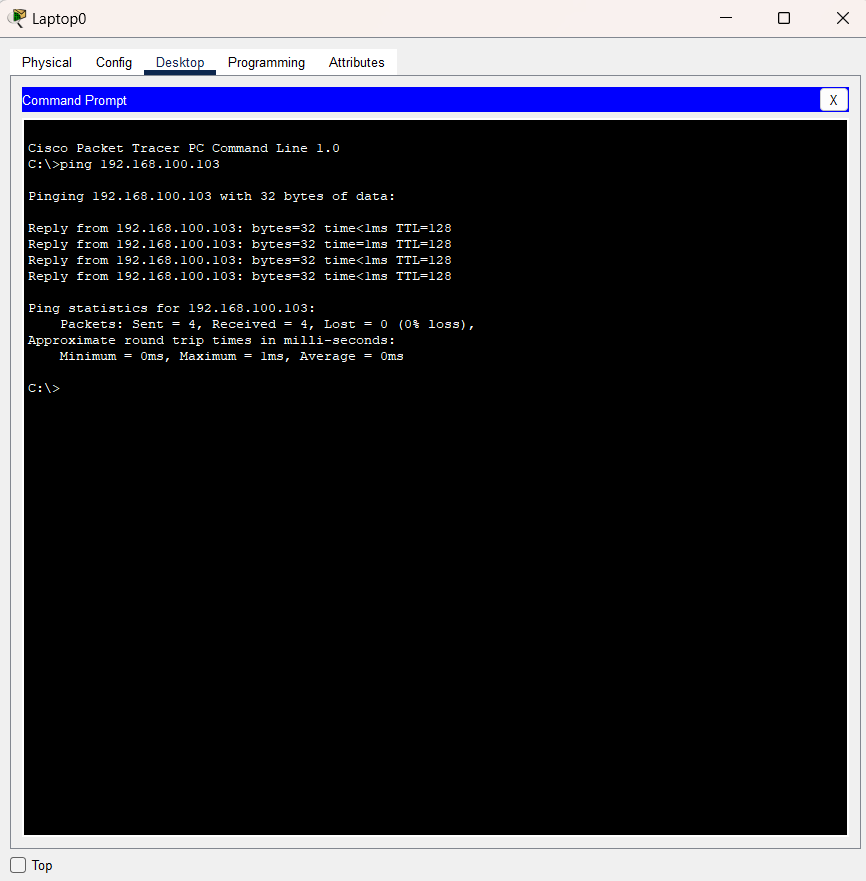 Laptop0
Physical Config Desktop Programming Attributes
Command Prompt X
Cisco Packet Tracer PC Command Line 1.0
C:\>ping 192.168.100.103
Pinging 192.168.100.103 with 32 bytes of data:
Reply from 192.168.100.103: bytes=32 time<1ms TTL=128
Reply from 192.168.100.103: bytes=32 time=1ms TTL=128
Reply from 192.168.100.103: bytes=32 time<1ms TTL=128
Reply from 192.168.100.103: bytes=32 time<1ms TTL=128
Ping statistics for 192.168.100.103:
Packets: Sent = 4, Received = 4, Lost = 0 (0% loss),
Approximate round trip times in milli-seconds:
Minimum = 0ms, Maximum = 1ms, Average = 0ms
C:\>
Top